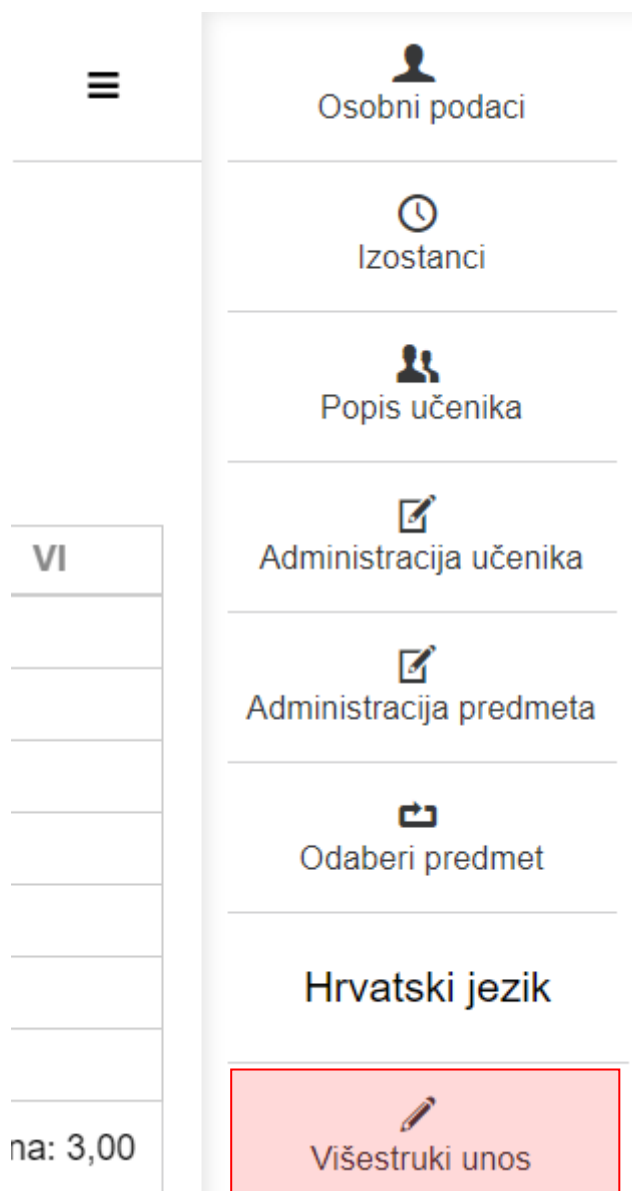 Osobni podaci
Izostanci
Popis učenika
VI
Administracija učenika
Administracija predmeta
Odaberi predmet
Hrvatski jezik
na: 3,00
Višestruki unos